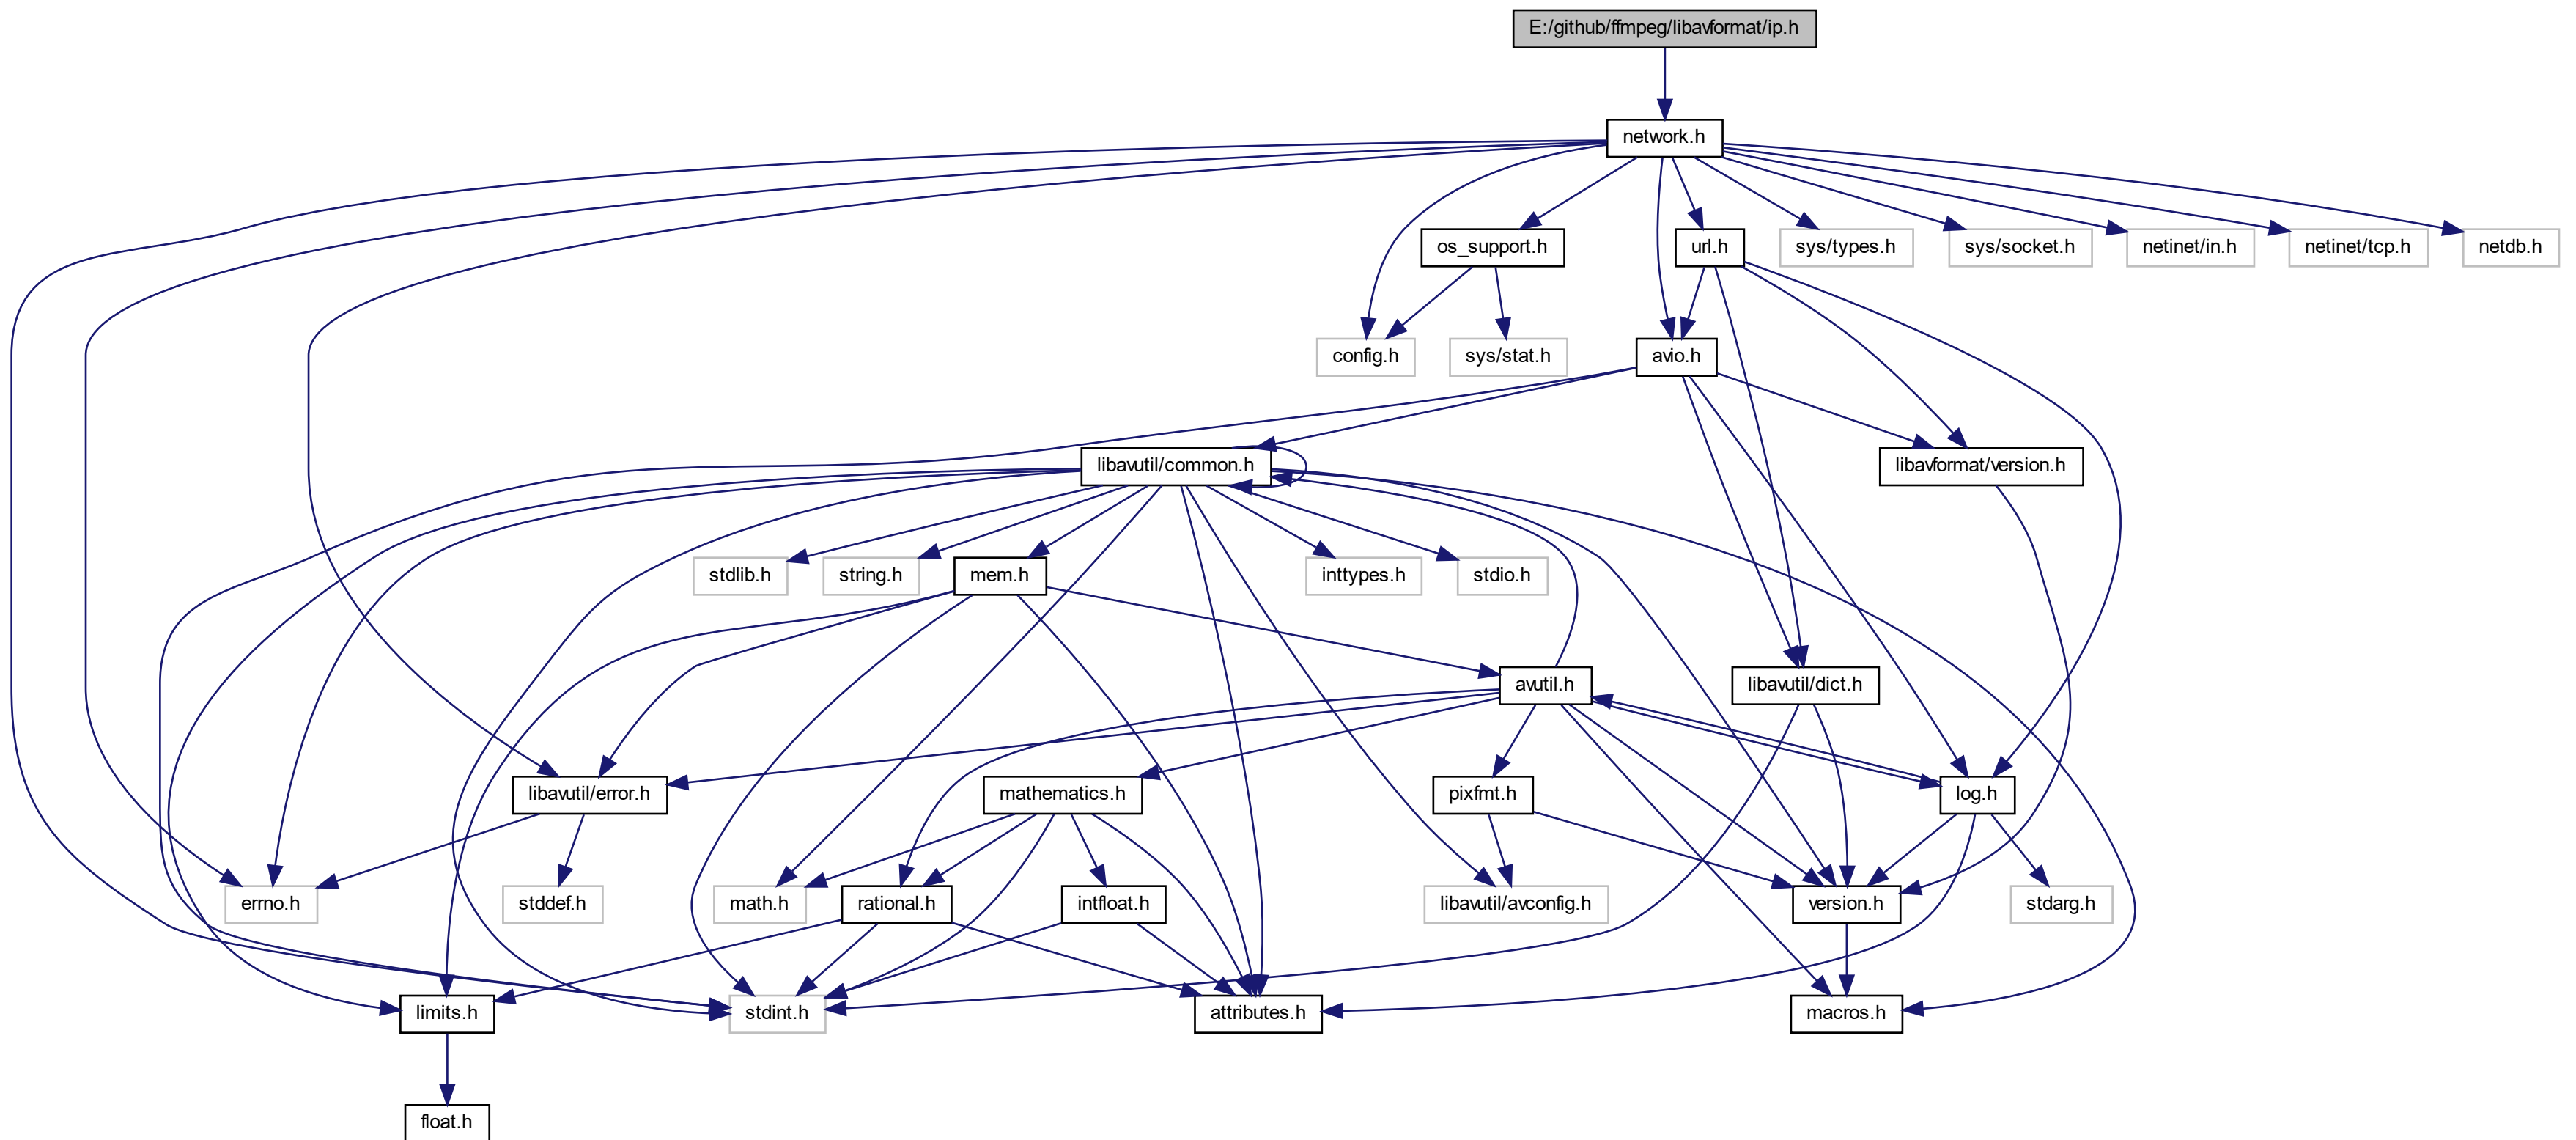 E:/github/ffmpeg/libavformat/ip.h
network.h
os_support.h
url.h
sys/types.h
sys/socket.h
netinet/in.h
netinet/tcp.h
netdb.h
config.h
sys/stat.h
avio.h
libavutil/common.h
libavformat/version.h
stdlib.h
string.h
mem.h
inttypes.h
stdio.h
avutil.h
libavutil/dict.h
libavutil/error.h
mathematics.h
pixfmt.h
log.h
errno.h
stddef.h
math.h
rational.h
intfloat.h
libavutil/avconfig.h
version.h
stdarg.h
limits.h
stdint.h
attributes.h
macros.h
float.h